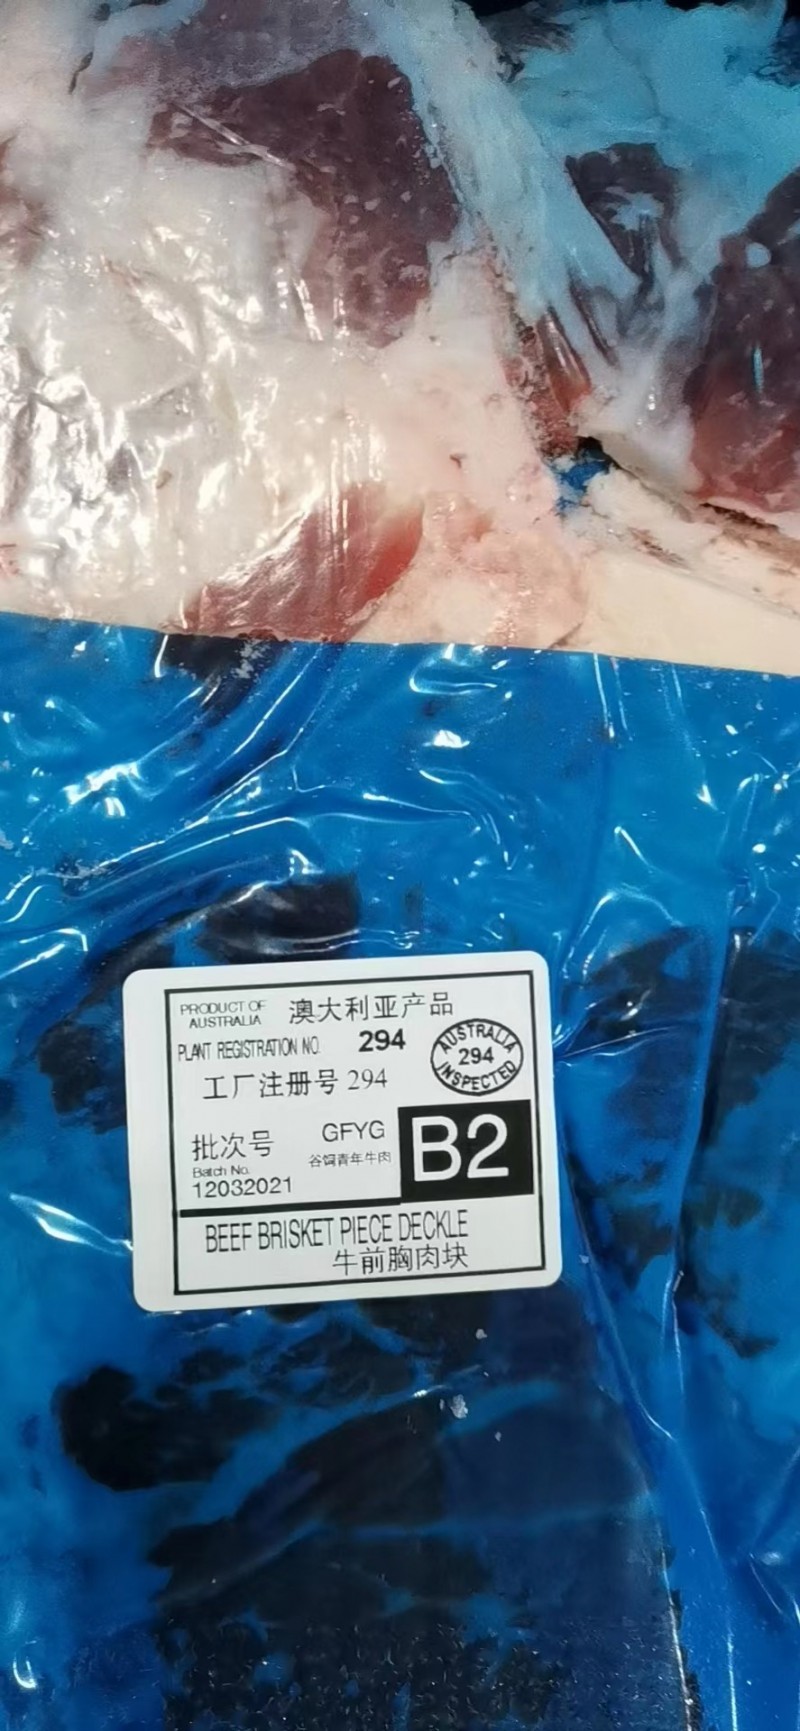 PRODUCT OF
AUSTRALIA
澳大利亚产品
PLANT REGISTRATION NO.
294
工厂注册号 294
AUSTRALIA
294
INSPECTED
批次号
Batch No.
12032021
GFYG
谷饲青年牛肉
B2
BEEF BRISKET PIECE DECKLE
牛前胸肉块